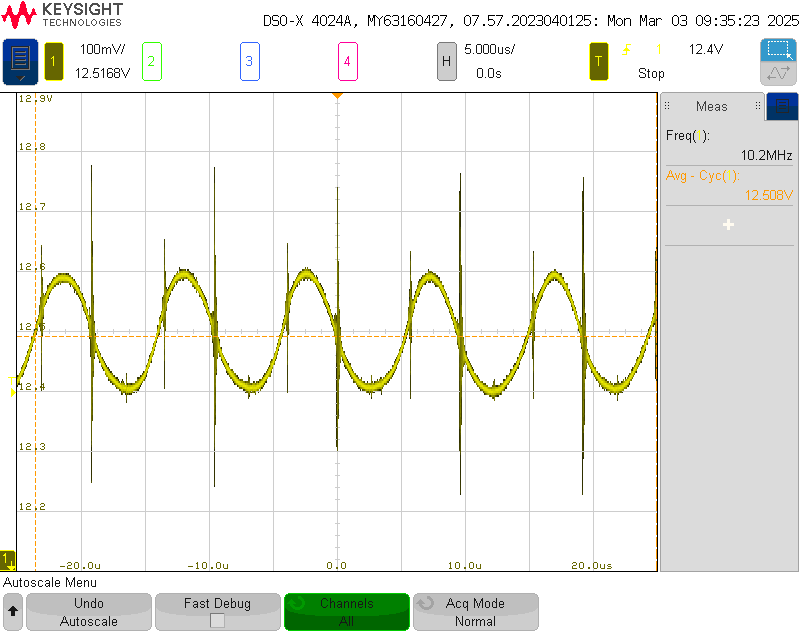 KEYSIGHT
TECHNOLOGIES
DSO-X 4024A, MY63160427, 07.57.2023040125: Mon Mar 03 09:35:23 2025
1
100mV/
12.5168V
2
3
4
H
5.000us/
0.0s
T
1
12.4V
Stop
12.9V
12.8
12.7
12.6
12.5
12.4
12.3
12.2
T
1
-20.0u
-10.0u
0.0
10.0u
20.0us
Meas
Freq( ):
10.2MHz
Avg - Cyc( ):
12.508V
Autoscale Menu
Undo
Autoscale
Fast Debug
Channels
All
Acq Mode
Normal